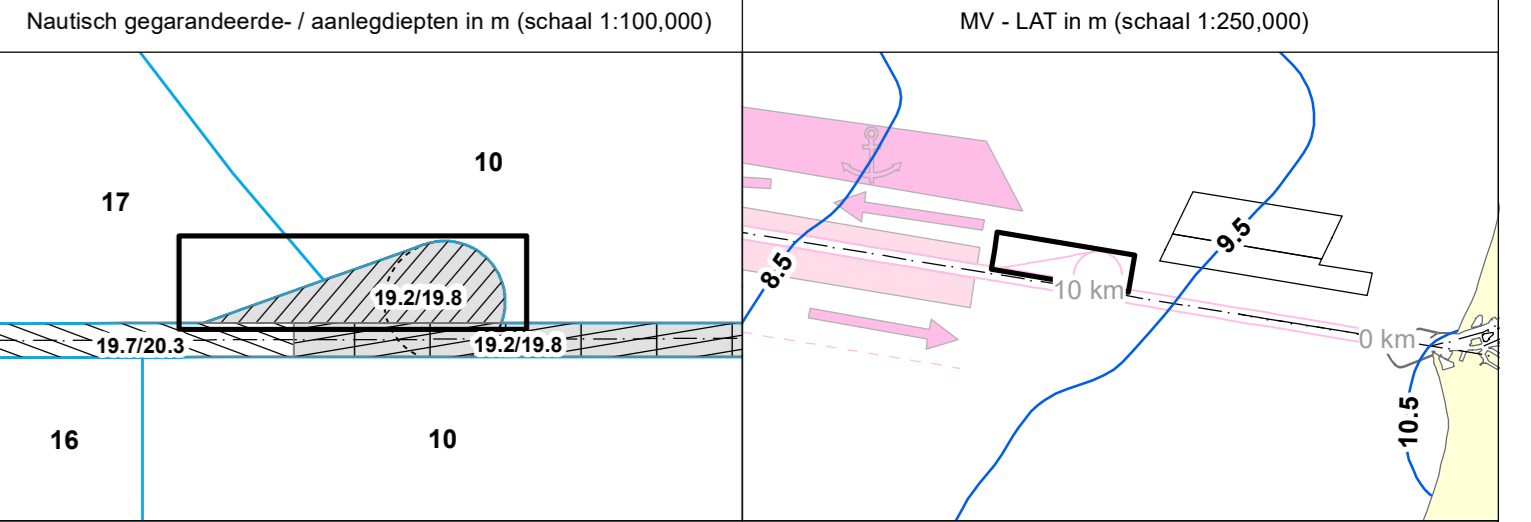 Nautisch gegarandeerde- / aanlegdiepten in m (schaal 1:100,000)
MV - LAT in m (schaal 1:250,000)
10
17
19.2/19.8
19.7/20.3
19.2/19.8
16
10
8.5
9.5
10 km
0 km
10.5